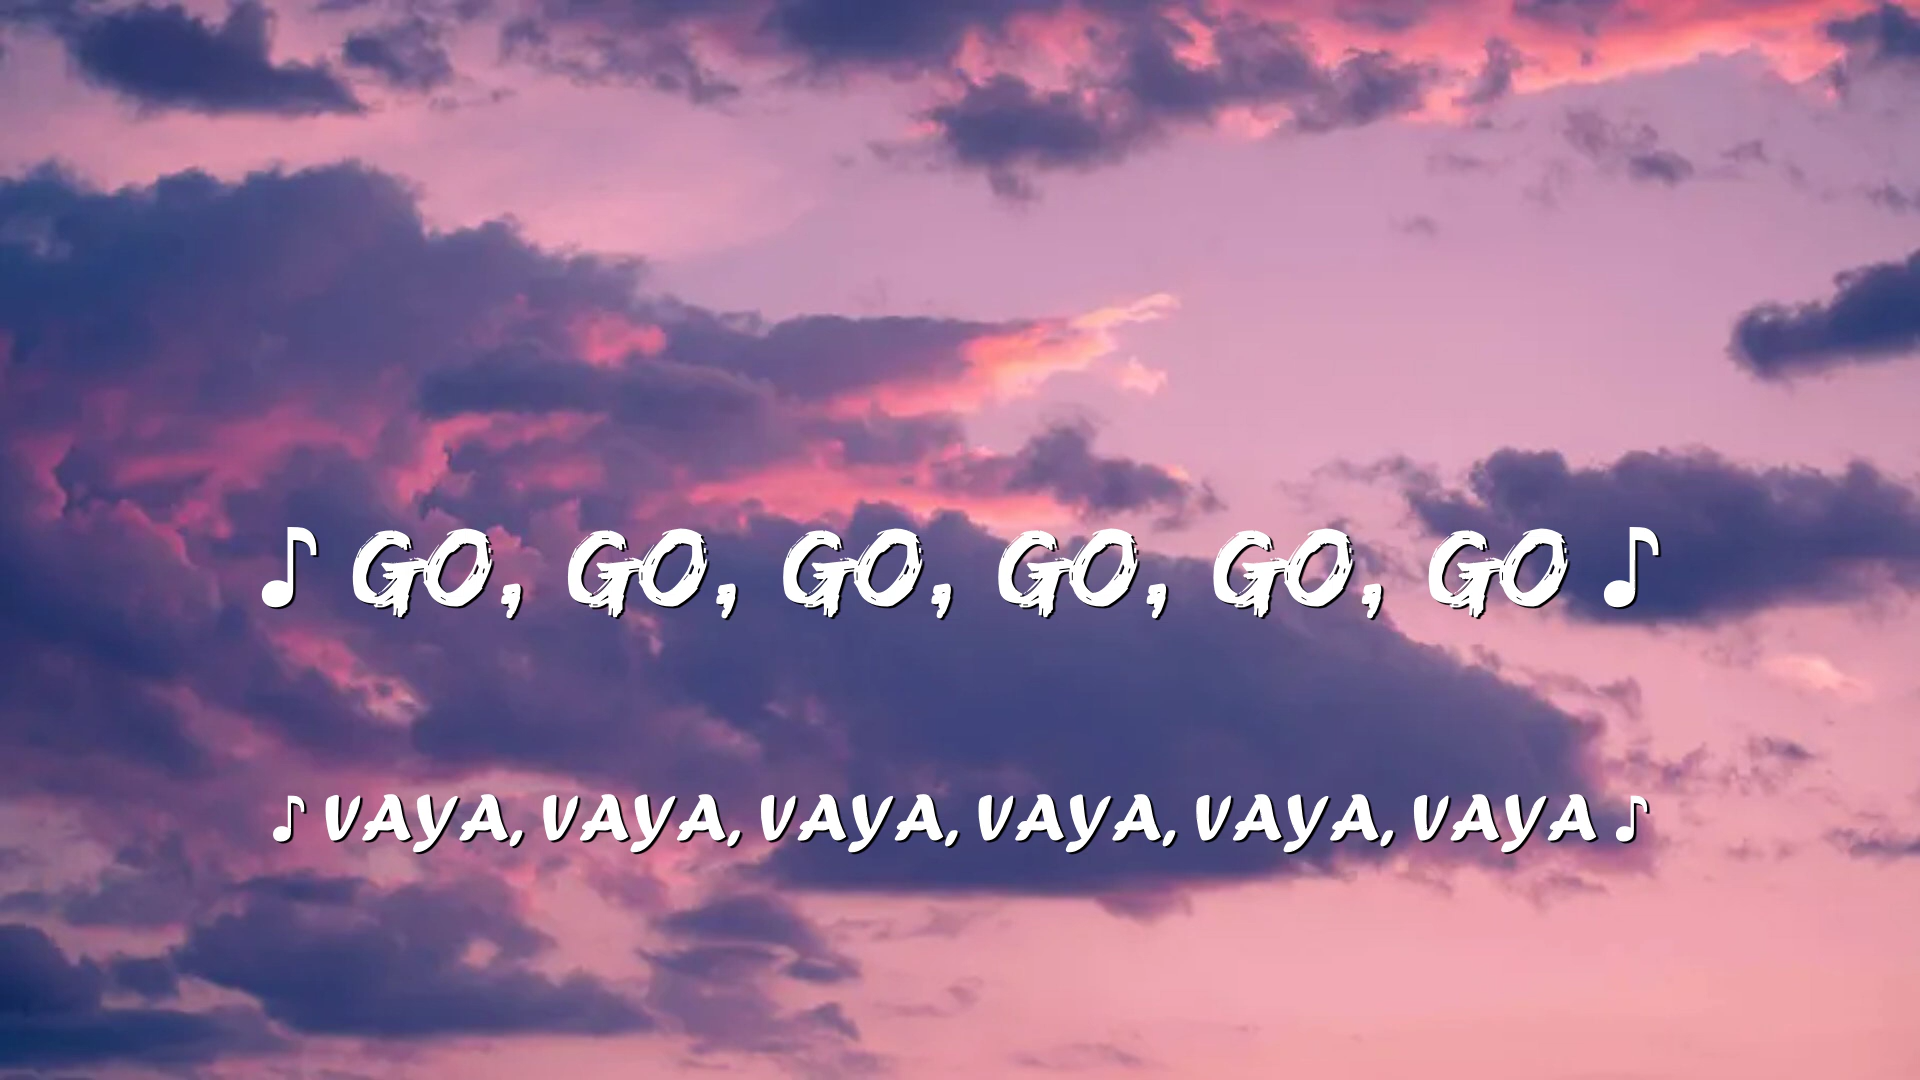 ♪ GO, GO, GO, GO, GO, GO ♪
♪ VAYA, VAYA, VAYA, VAYA, VAYA, VAYA ♪